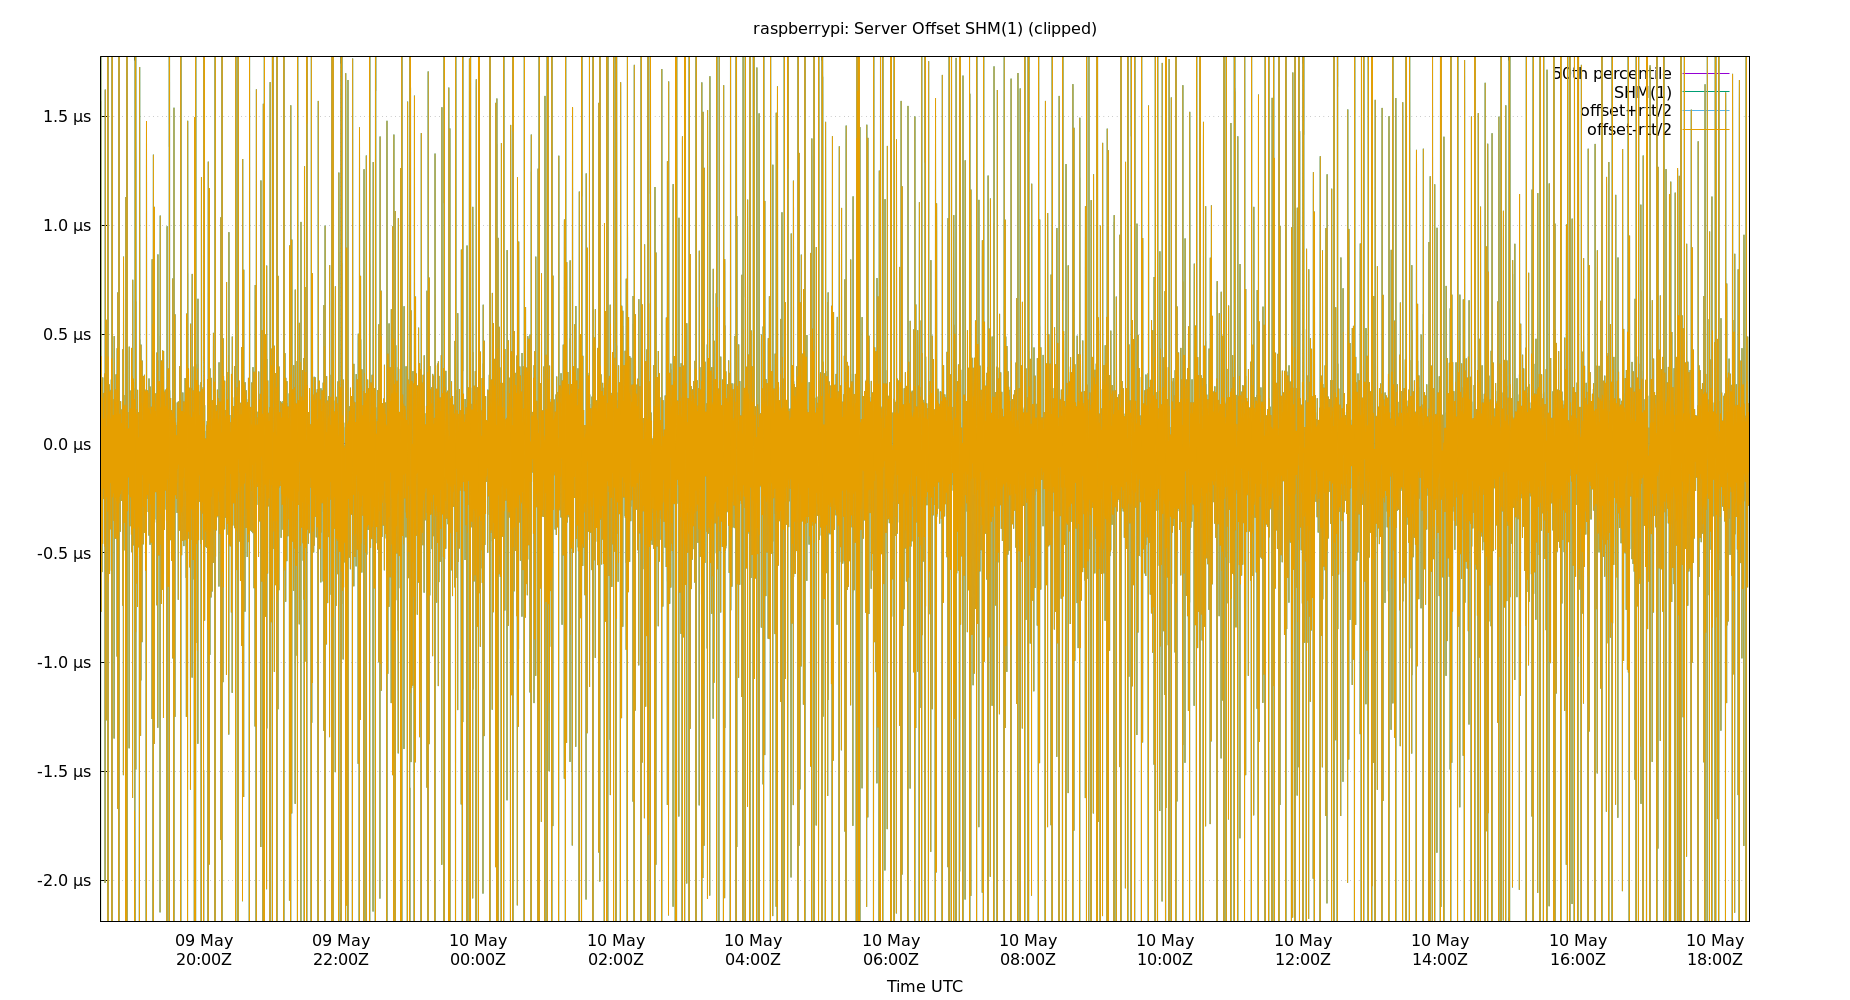 raspberrypi: Server Offset SHM(1) (clipped)
50th percentile
SHM(1)
offset+rtt/2
offset-rtt/2
1.5 µs
1.0 µs
0.5 µs
0.0 µs
-0.5 µs
-1.0 µs
-1.5 µs
-2.0 µs
09 May 09 May 10 May 10 May 10 May 10 May 10 May 10 May 10 May 10 May 10 May 10 May
20:00Z 22:00Z 00:00Z 02:00Z 04:00Z 06:00Z 08:00Z 10:00Z 12:00Z 14:00Z 16:00Z 18:00Z
Time UTC